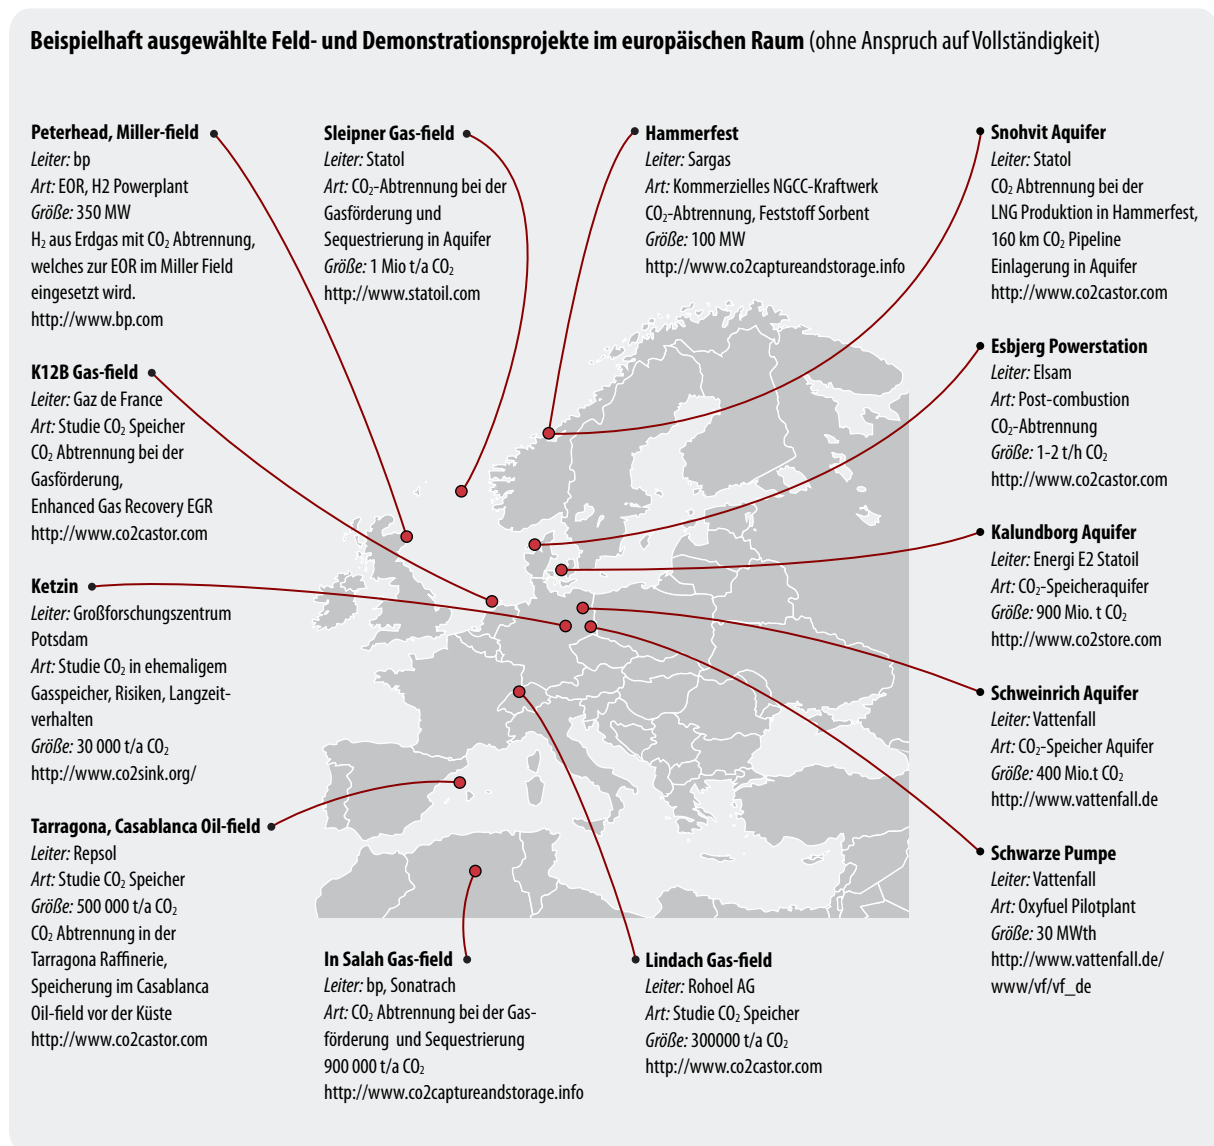 Beispielhaft ausgewählte Feld- und Demonstrationsprojekte im europäischen Raum (ohne Anspruch auf Vollständigkeit)
Peterhead, Miller-field
Leiter: bp
Art: EOR, H2 Powerplant
Größe: 350 MW
H₂ aus Erdgas mit CO₂ Abtrennung,
welches zur EOR im Miller Field
eingesetzt wird.
http://www.bp.com
K12B Gas-field
Leiter: Gaz de France
Art: Studie CO₂ Speicher
CO₂ Abtrennung bei der
Gasförderung,
Enhanced Gas Recovery EGR
http://www.co2castor.com
Ketzin
Leiter: Großforschungszentrum
Potsdam
Art: Studie CO₂ in ehemaligem
Gasspeicher, Risiken, Langzeit-
verhalten
Größe: 30 000 t/a CO₂
http://www.co2sink.org/
Tarragona, Casablanca Oil-field
Leiter: Repsol
Art: Studie CO₂ Speicher
Größe: 500 000 t/a CO₂
CO₂ Abtrennung in der
Tarragona Raffinerie,
Speicherung im Casablanca
Oil-field vor der Küste
http://www.co2castor.com
Sleipner Gas-field
Leiter: Statol
Art: CO₂-Abtrennung bei der
Gasförderung und
Sequestrierung in Aquifer
Größe: 1 Mio t/a CO₂
http://www.statoil.com
In Salah Gas-field
Leiter: bp, Sonatrach
Art: CO₂ Abtrennung bei der Gas-
förderung und Sequestrierung
900 000 t/a CO₂
http://www.co2captureandstorage.info
Hammerfest
Leiter: Sargas
Art: Kommerzielles NGCC-Kraftwerk
CO₂-Abtrennung, Feststoff Sorbent
Größe: 100 MW
http://www.co2captureandstorage.info
Lindach Gas-field
Leiter: Rohoel AG
Art: Studie CO₂ Speicher
Größe: 300000 t/a CO₂
http://www.co2castor.com
Snohvit Aquifer
Leiter: Statol
CO₂ Abtrennung bei der
LNG Produktion in Hammerfest,
160 km CO₂ Pipeline
Einlagerung in Aquifer
http://www.co2castor.com
Esbjerg Powerstation
Leiter: Elsam
Art: Post-combustion
CO₂-Abtrennung
Größe: 1-2 t/h CO₂
http://www.co2castor.com
Kalundborg Aquifer
Leiter: Energi E2 Statoil
Art: CO₂-Speicheraquifer
Größe: 900 Mio. t CO₂
http://www.co2store.com
Schweinrich Aquifer
Leiter: Vattenfall
Art: CO₂-Speicher Aquifer
Größe: 400 Mio.t CO₂
http://www.vattenfall.de
Schwarze Pumpe
Leiter: Vattenfall
Art: Oxyfuel Pilotplant
Größe: 30 MWth
http://www.vattenfall.de/
www/vf/vf_de